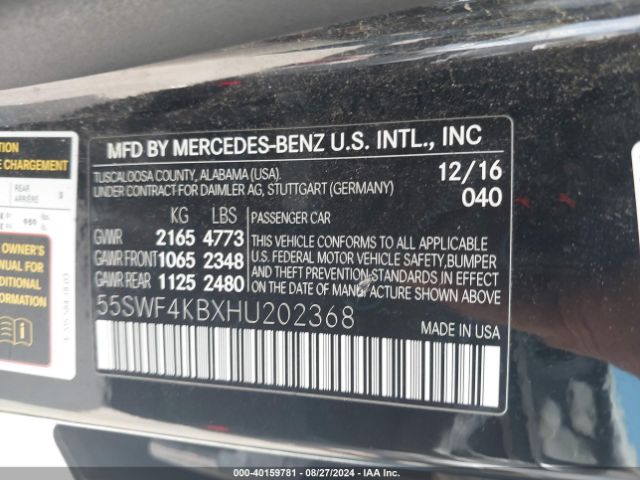 TION
E CHARGEMENT
REAR
ARRIÈRE
OWNER'S
NUAL FOR
DITIONAL
FORMATION
MFD BY MERCEDES-BENZ U.S. INTL., INC
TUSCALOOSA COUNTY, ALABAMA (USA).
UNDER CONTRACT FOR DAIMLER AG, STUTTGART (GERMANY)
12/16
040
KG LBS
GVWR 2165 4773
GAWR FRONT 1065 2348
GAWR REAR 1125 2480
PASSENGER CAR
THIS VEHICLE CONFORMS TO ALL APPLICABLE
U.S. FEDERAL MOTOR VEHICLE SAFETY, BUMPER
AND THEFT PREVENTION STANDARDS IN EFFECT
ON THE DATE OF MANUFACTURE SHOWN ABOVE.
55SWF4KBXHU202368
MADE IN USA
000-40159781 - 08/27/2024 - IAA Inc.